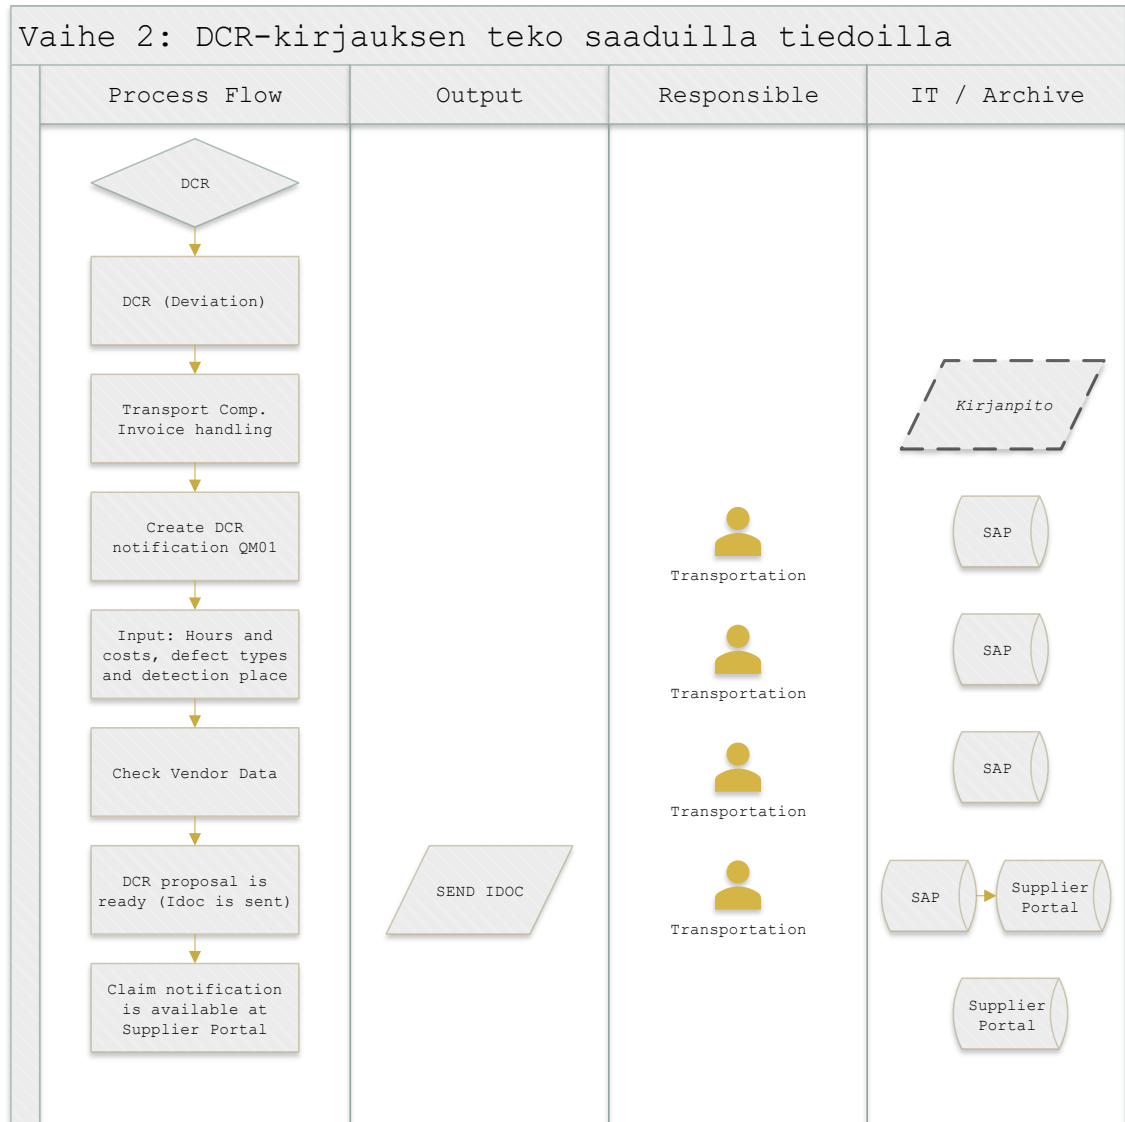 Vaihe 2: DCR-kirjauksen teko saaduilla tiedoilla
Process Flow
Output
Responsible
IT / Archive
DCR
DCR (Deviation)
Transport Comp.
Invoice handling
Kirjanpito
Create DCR
notification QM01
Transportation
SAP
Input: Hours and
costs, defect types
and detection place
Transportation
SAP
Check Vendor Data
Transportation
SAP
DCR proposal is
ready (Idoc is sent)
SEND IDOC
Transportation
SAP
Supplier
Portal
Claim notification
is available at
Supplier Portal
Supplier
Portal